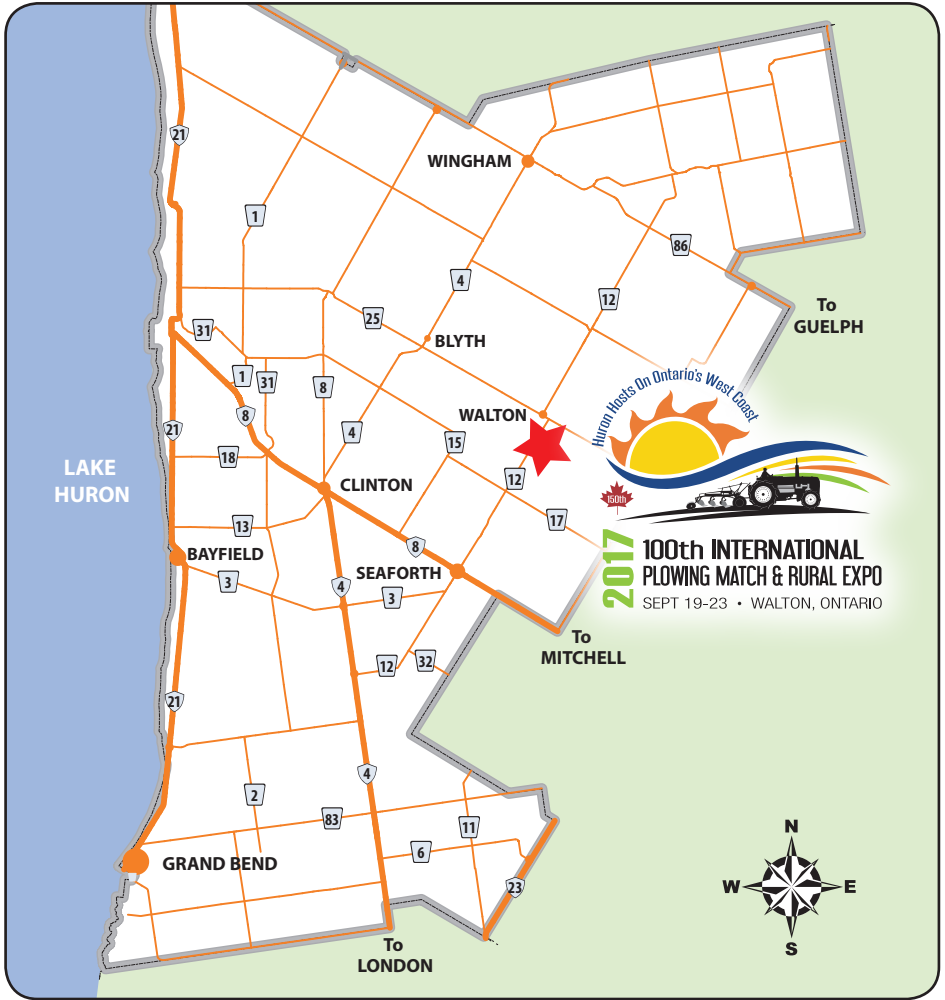 21
WINGHAM
1
86
4
12
To
GUELPH
25
31
BLYTH
1
31
8
8
Huron Hosts On Ontario's West Coast
WALTON
21
4
15
18
12
LAKE
HURON
CLINTON
150th
17
13
8
BAYFIELD
SEAFORTH
3
4
3
2017
100th INTERNATIONAL
PLOWING MATCH & RURAL EXPO
SEPT 19-23 • WALTON, ONTARIO
To
MITCHELL
12
32
21
4
2
83
11
6
GRAND BEND
23
N
W
E
S
To
LONDON